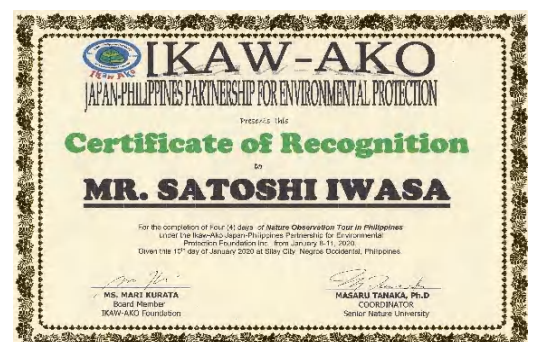 Ikaw Ako
IKAW-AKO
JAPAN-PHILIPPINES PARTNERSHIP FOR ENVIRONMENTAL PROTECTION
Presents this
Certificate of Recognition
to
MR. SATOSHI IWASA
For the completion of Four (4) days of Nature Observation Tour in Philippines
under the Ikaw-Ako Japan-Philippines Partnership for Environmental
Protection Foundation Inc. from January 8-11, 2020.
Given this 10th day of January 2020 at Silay City, Negros Occidental, Philippines.
MS. MARI KURATA
Board Member
IKAW-AKO Foundation
MASARU TANAKA, Ph.D
COORDINATOR
Senior Nature University